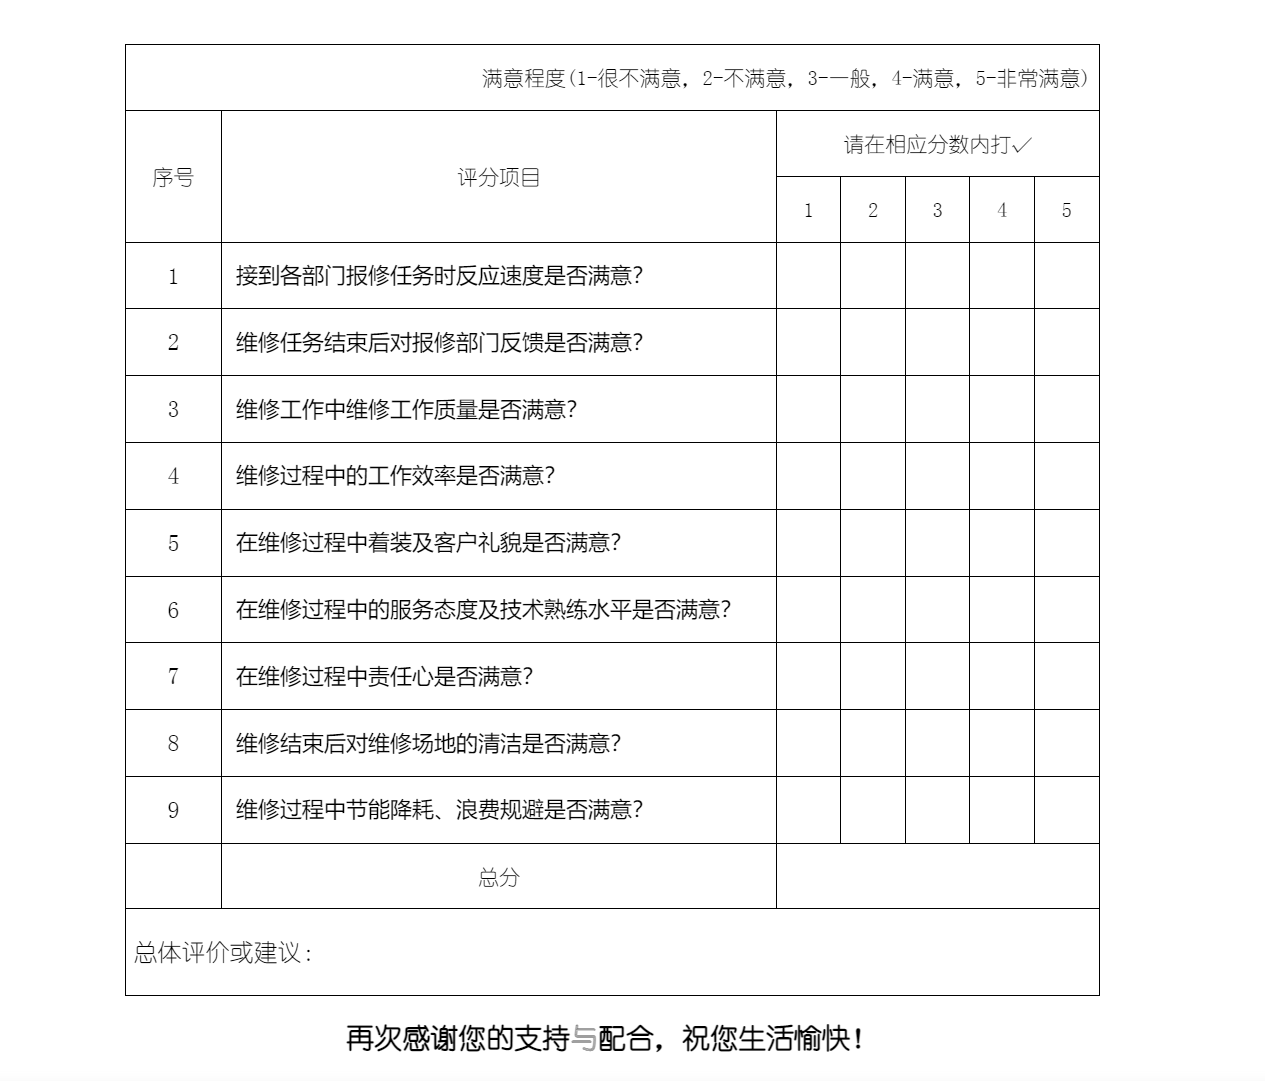 满意程度(1-很不满意，2-不满意，3-一般，4-满意，5-非常满意)
序号 评分项目 请在相应分数内打✓
1 2 3 4 5
1 接到各部门报修任务时反应速度是否满意？
2 维修任务结束后对报修部门反馈是否满意？
3 维修工作中维修工作质量是否满意？
4 维修过程中的工作效率是否满意？
5 在维修过程中着装及客户礼貌是否满意？
6 在维修过程中的服务态度及技术熟练水平是否满意？
7 在维修过程中责任心是否满意？
8 维修结束后对维修场地的清洁是否满意？
9 维修过程中节能降耗、浪费规避是否满意？
总分
总体评价或建议：
再次感谢您的支持与配合，祝您生活愉快！